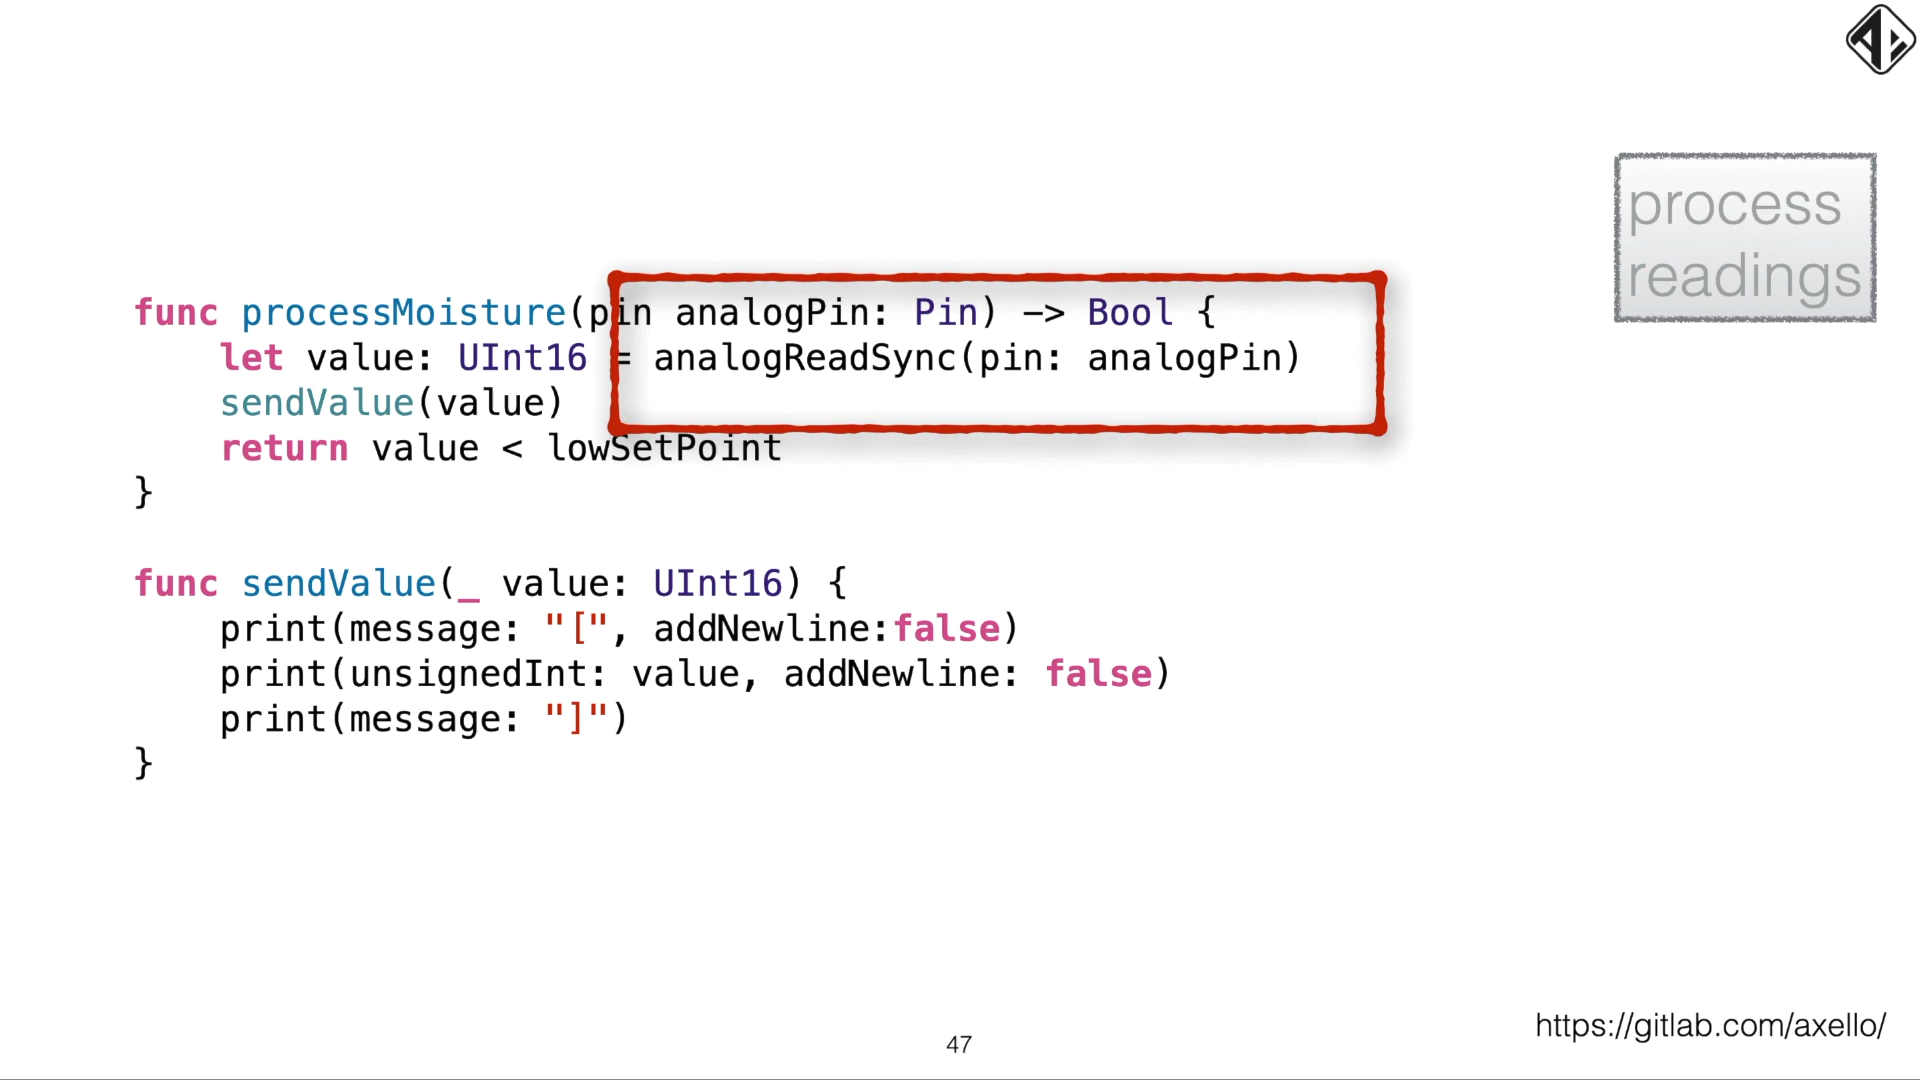 process
readings
func processMoisture(pin analogPin: Pin) -> Bool {
    let value: UInt16 = analogReadSync(pin: analogPin)
    sendValue(value)
    return value < lowSetPoint
}
func sendValue(_ value: UInt16) {
    print(message: "[", addNewline:false)
    print(unsignedInt: value, addNewline: false)
    print(message: "]")
}
https://gitlab.com/axello/
47